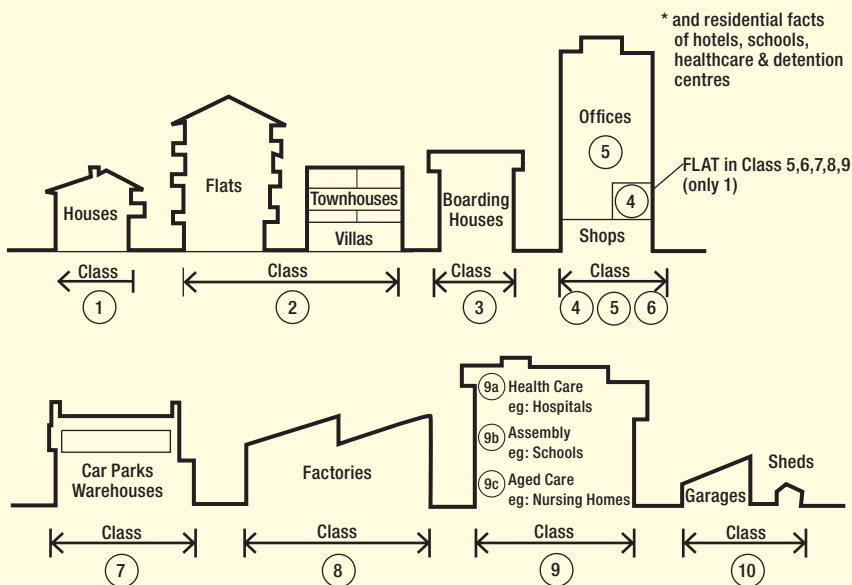 * and residential facts
of hotels, schools,
healthcare & detention
centres
Offices
5
FLAT in Class 5,6,7,8,9
(only 1)
4
Shops
Houses
Flats
Townhouses
Villas
Boarding
Houses
Class
1
Class
2
Class
3
Class
4 5 6
Car Parks
Warehouses
Factories
9a Health Care
eg: Hospitals
9b Assembly
eg: Schools
9c Aged Care
eg: Nursing Homes
Garages
Sheds
Class
7
Class
8
Class
9
Class
10